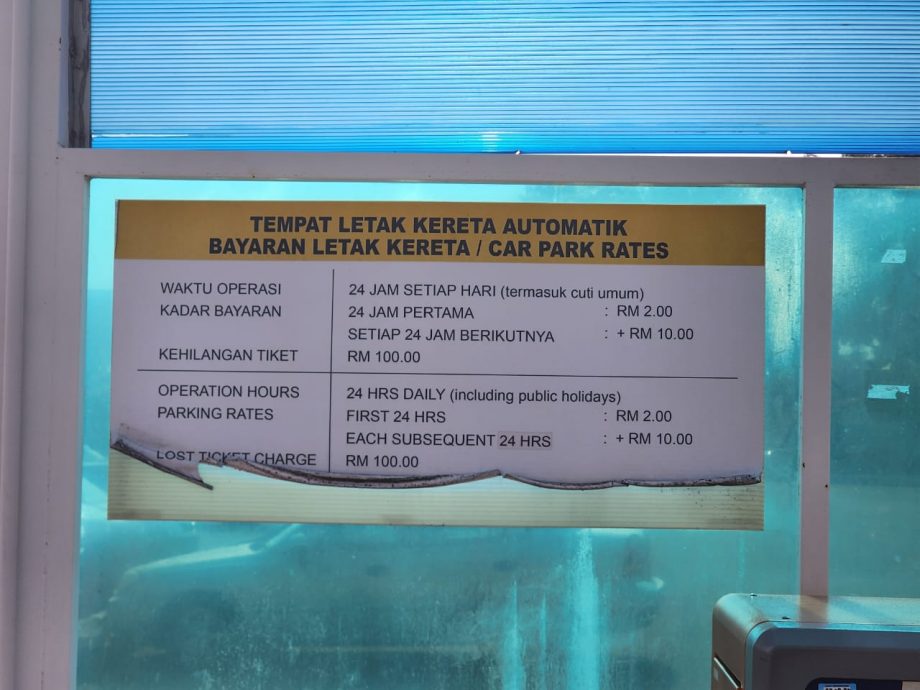 TEMPAT LETAK KERETA AUTOMATIK
BAYARAN LETAK KERETA / CAR PARK RATES
WAKTU OPERASI 24 JAM SETIAP HARI (termasuk cuti umum)
KADAR BAYARAN 24 JAM PERTAMA : RM 2.00
SETIAP 24 JAM BERIKUTNYA : + RM 10.00
KEHILANGAN TIKET RM 100.00
OPERATION HOURS 24 HRS DAILY (including public holidays)
PARKING RATES FIRST 24 HRS : RM 2.00
EACH SUBSEQUENT 24 HRS : + RM 10.00
LOST TICKET CHARGE RM 100.00